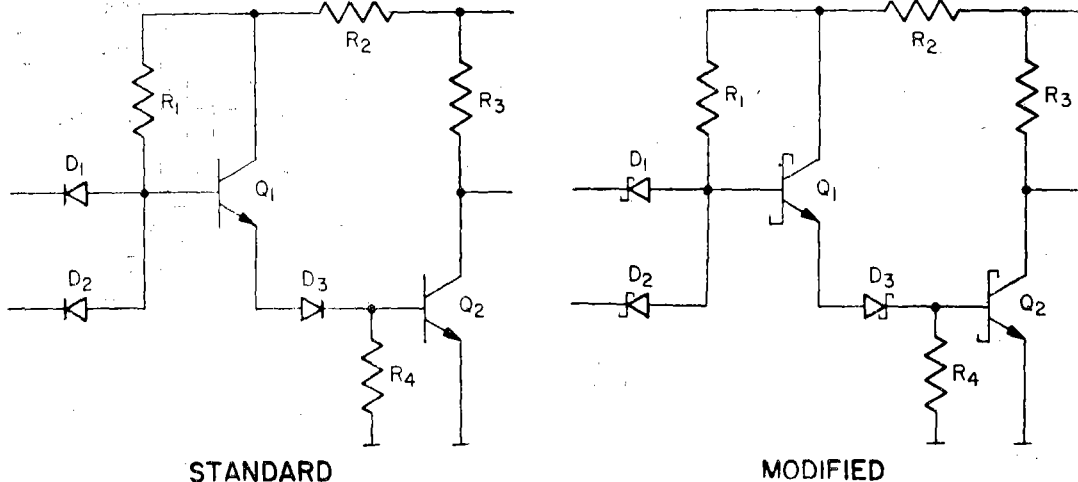 R2
R1
R3
D1
Q1
D2
D3
Q2
R4
STANDARD
R2
R1
R3
D1
Q1
D2
D3
Q2
R4
MODIFIED